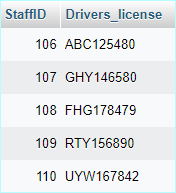 StaffID Drivers_license
106 ABC125480
107 GHY146580
108 FHG178479
109 RTY156890
110 UYW167842